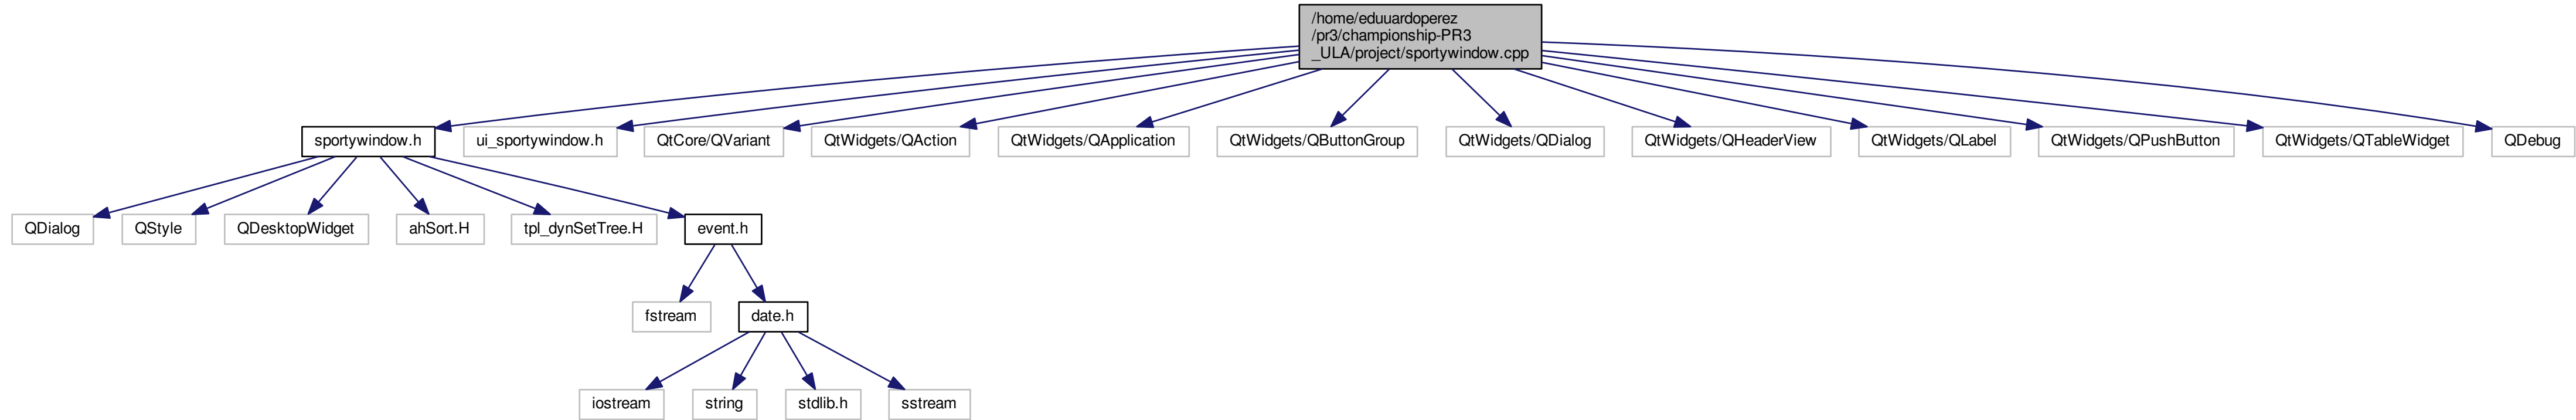 /home/eduuardoperez
/pr3/championship-PR3
_ULA/project/sportywindow.cpp
sportywindow.h
ui_sportywindow.h
QtCore/QVariant
QtWidgets/QAction
QtWidgets/QApplication
QtWidgets/QButtonGroup
QtWidgets/QDialog
QtWidgets/QHeaderView
QtWidgets/QLabel
QtWidgets/QPushButton
QtWidgets/QTableWidget
QDebug
QDialog
QStyle
QDesktopWidget
ahSort.H
tpl_dynSetTree.H
event.h
fstream
date.h
iostream
string
stdlib.h
sstream